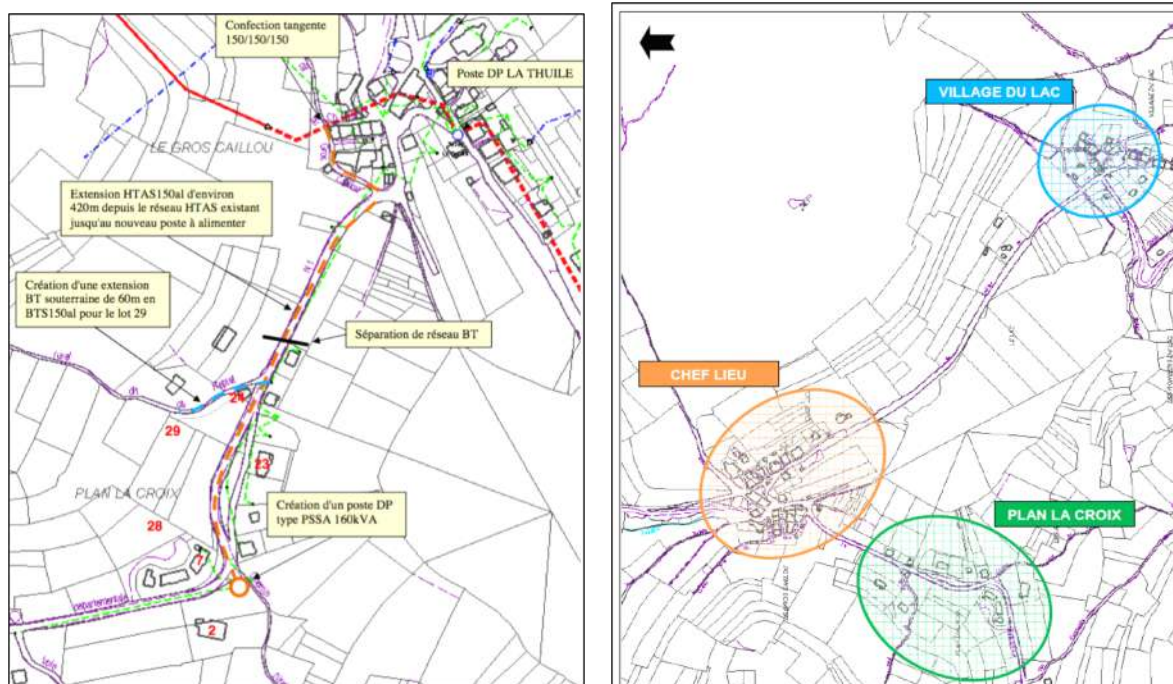 Confection tangente
150/150/150
Poste DP LA THUILE
LE GROS CAILLOU
Extension HTAS150al d'environ
420m depuis le réseau HTAS existant
jusqu'au nouveau poste à alimenter
Création d'une extension
BT souterraine de 60m en
BTS150al pour le lot 29
Séparation de réseau BT
24
29
23
PLAN LA CROIX
Création d'un poste DP
type PSSA 160kVA
28
7
départementale
2
VILLAGE DU LAC
CHEF LIEU
PLAN LA CROIX